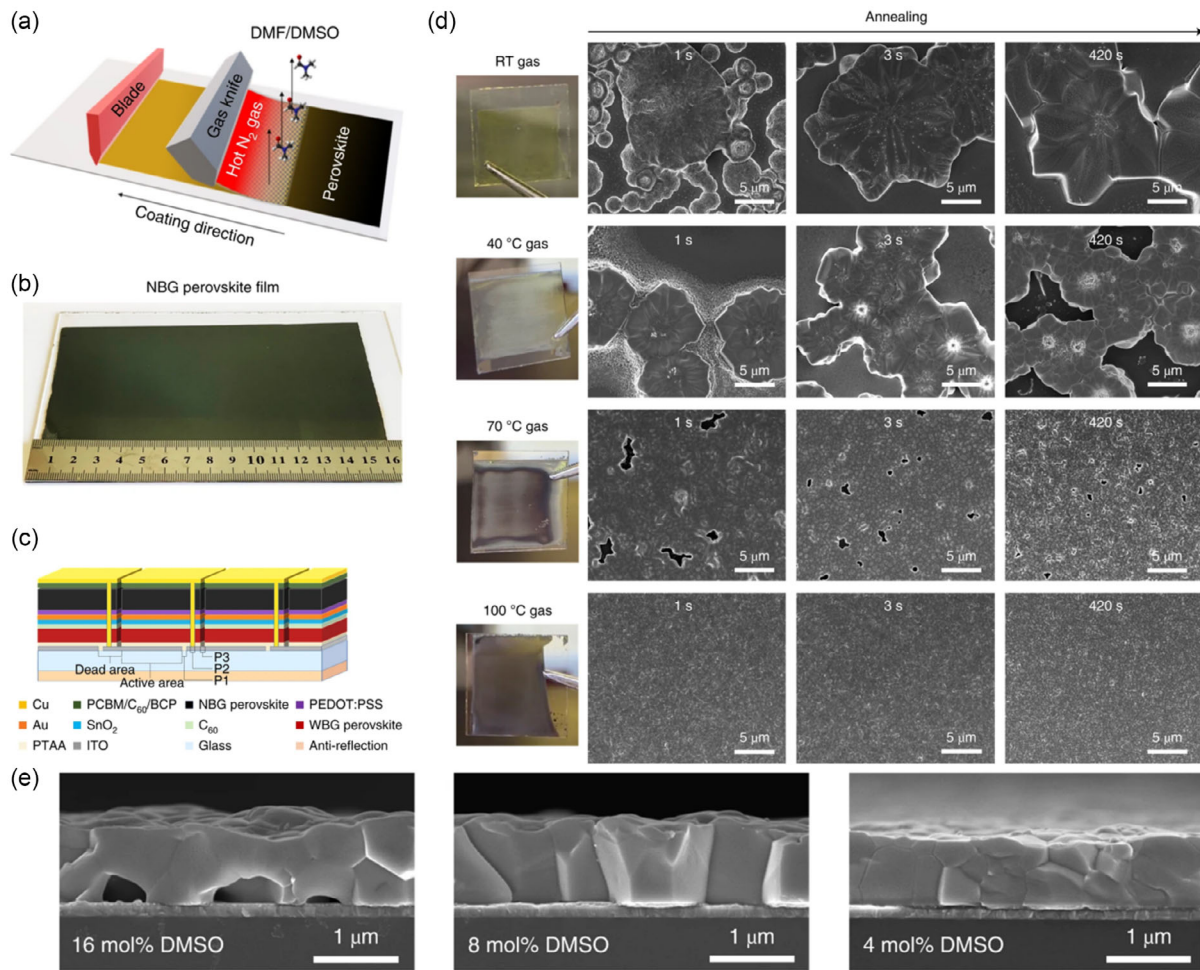 (a)
DMF/DMSO
Blade
Gas knife
Hot N₂ gas
Perovskite
Coating direction
(b)
NBG perovskite film
1 2 3 4 5 6 7 8 9 10 11 12 13 14 15 16
(c)
Dead area
Active area
P3
P2
P1
Cu
PCBM/C₆₀/BCP
NBG perovskite
PEDOT:PSS
Au
SnO₂
C₆₀
WBG perovskite
PTAA
ITO
Glass
Anti-reflection
(d)
Annealing
RT gas
1 s
3 s
420 s
5 μm
5 μm
5 μm
40 °C gas
1 s
3 s
420 s
5 μm
5 μm
5 μm
70 °C gas
1 s
3 s
420 s
5 μm
5 μm
5 μm
100 °C gas
1 s
3 s
420 s
5 μm
5 μm
5 μm
(e)
16 mol% DMSO
1 μm
8 mol% DMSO
1 μm
4 mol% DMSO
1 μm